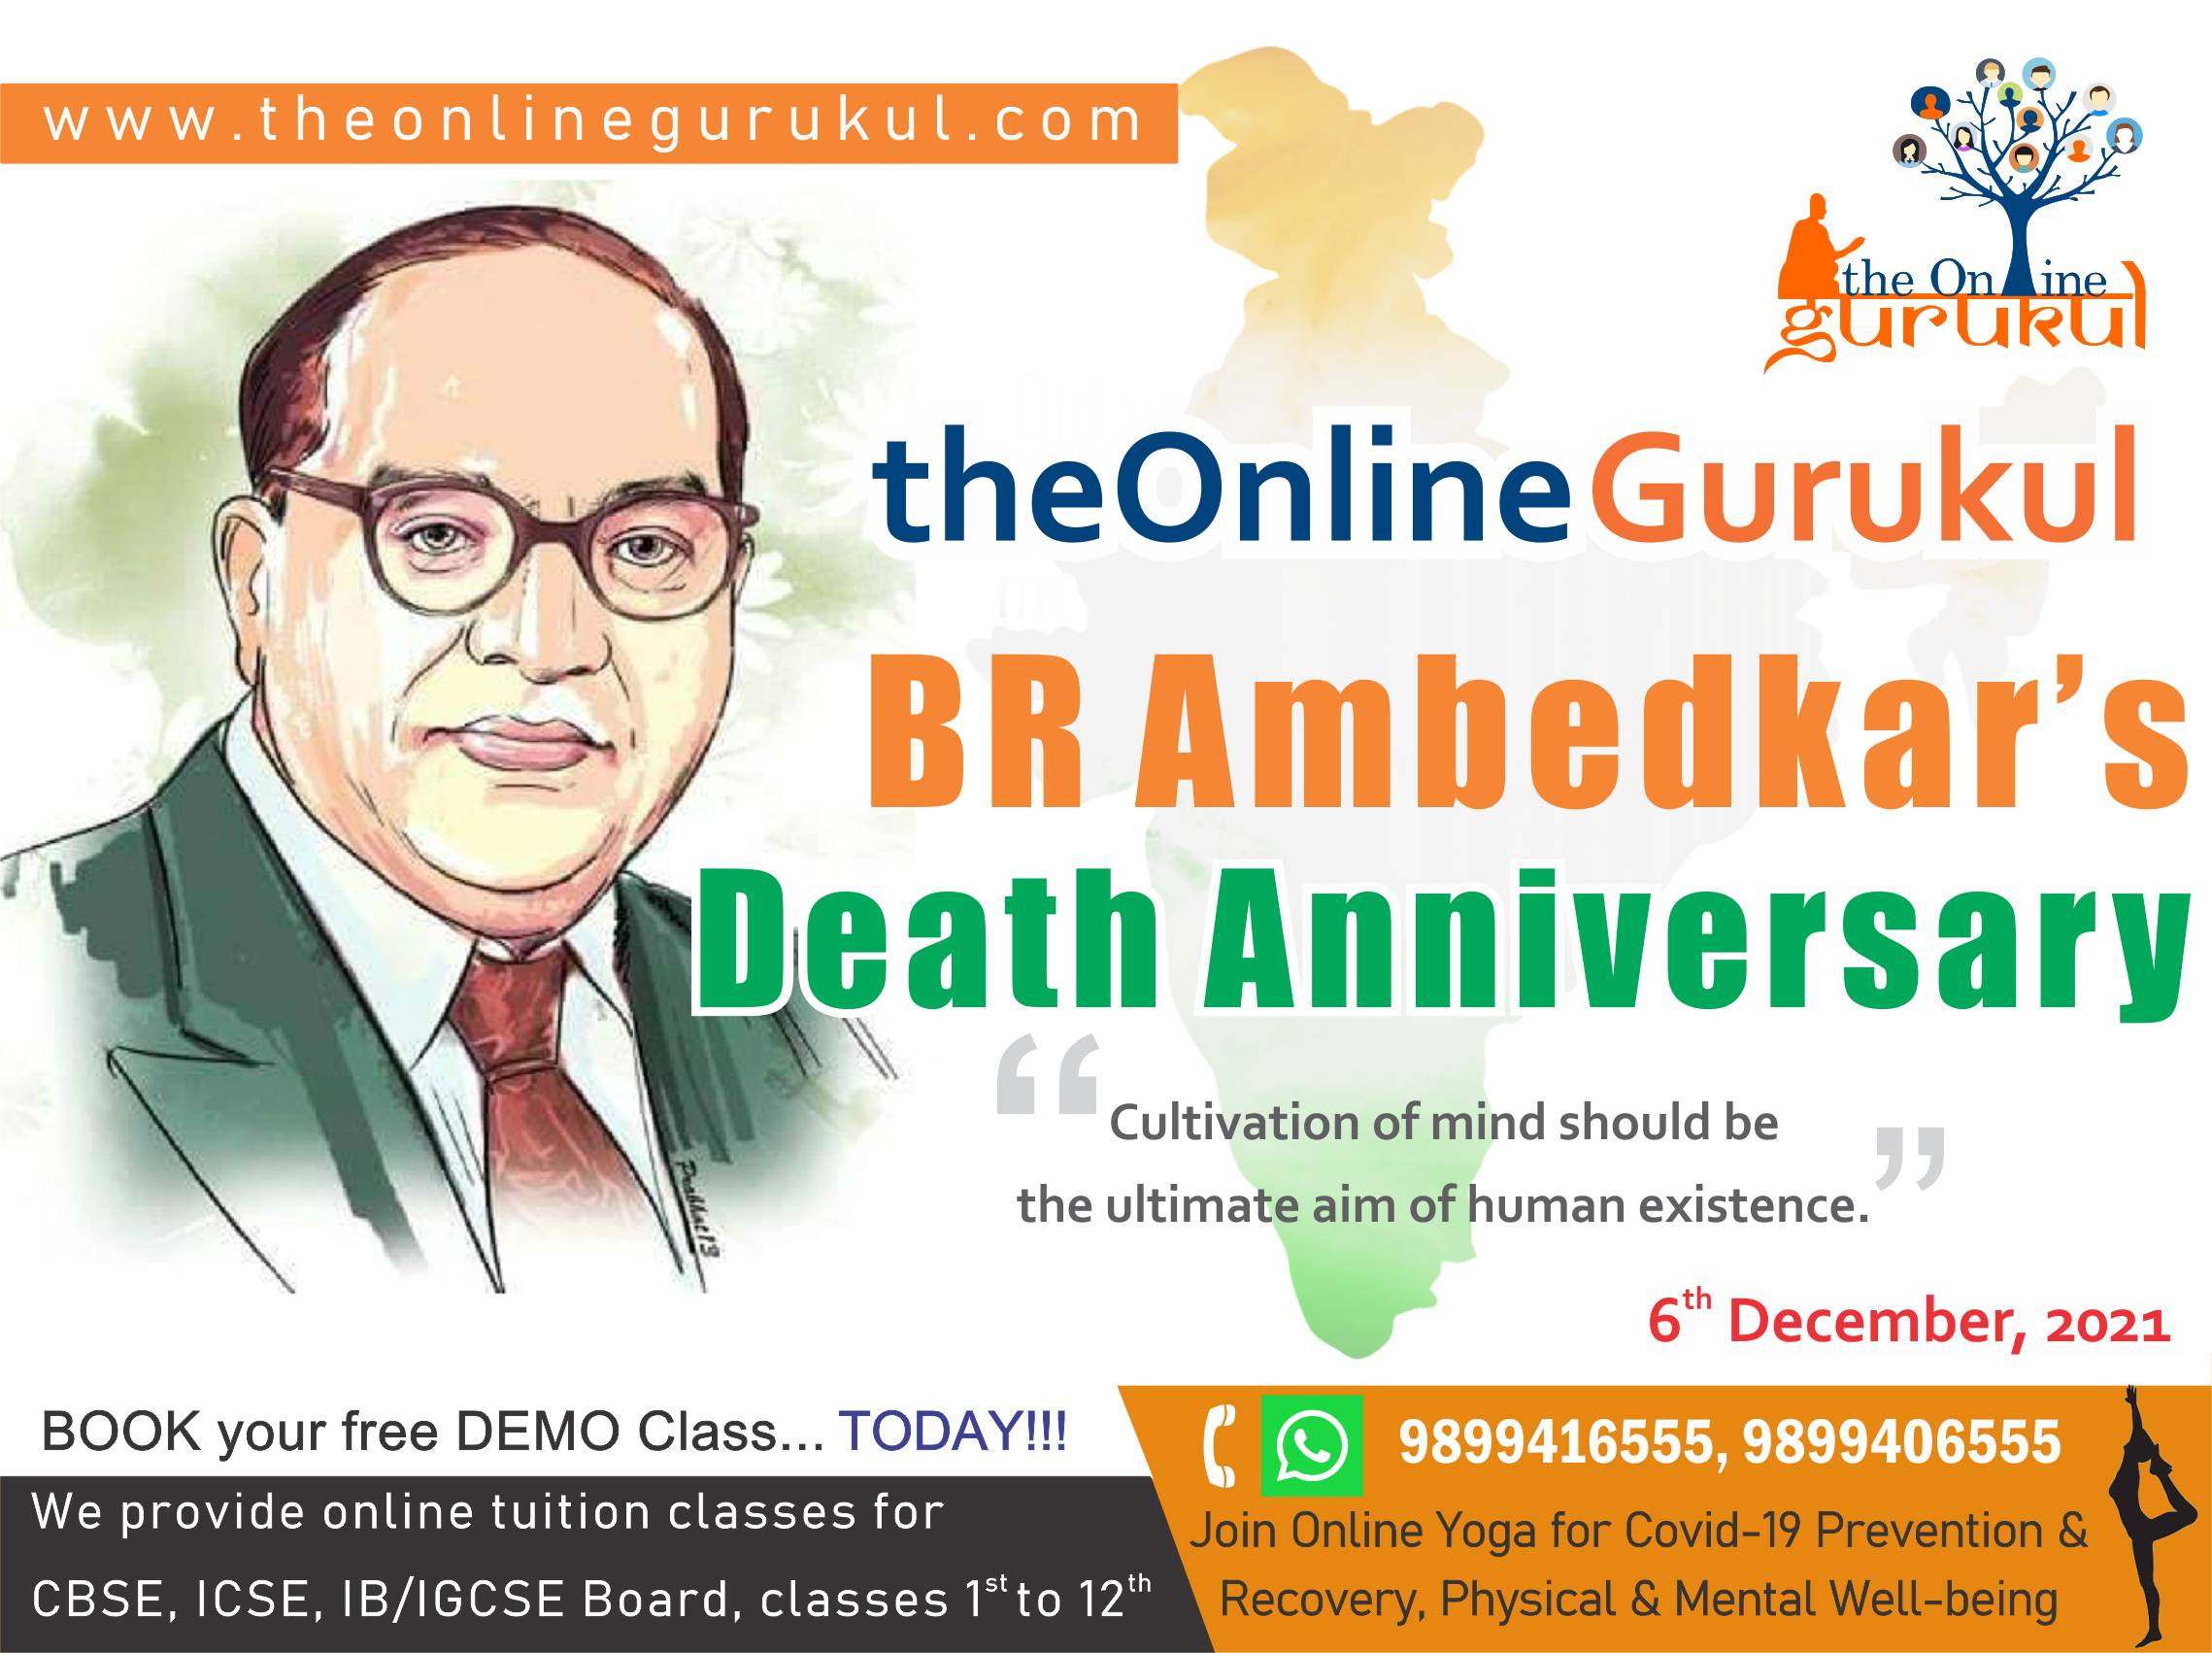 www.theonlinegurukul.com
the Online
gurukul
theOnlineGurukul
BR Ambedkar’s
Death Anniversary
“Cultivation of mind should be
the ultimate aim of human existence.”
6th December, 2021
Prabhat13
BOOK your free DEMO Class... TODAY!!!
We provide online tuition classes for
CBSE, ICSE, IB/IGCSE Board, classes 1st to 12th
9899416555, 9899406555
Join Online Yoga for Covid-19 Prevention &
Recovery, Physical & Mental Well-being